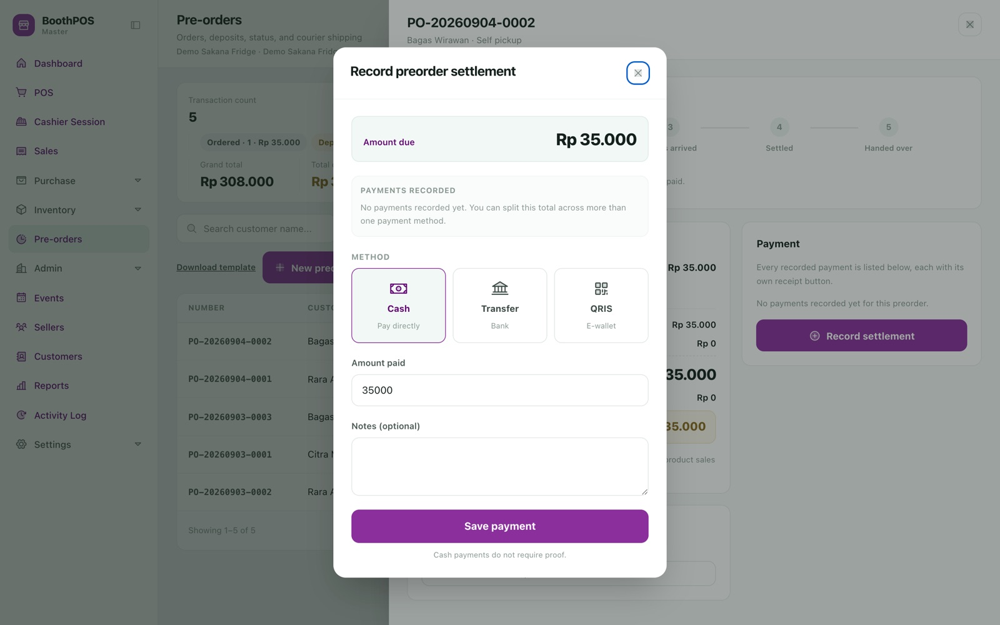 BoothPOS
Master
Dashboard
POS
Cashier Session
Sales
Purchase
Inventory
Pre-orders
Admin
Events
Sellers
Customers
Reports
Activity Log
Settings
Pre-orders
Orders, deposits, status, and courier shipping
Demo Sakana Fridge · Demo Sakana
Transaction count
5
Ordered · 1 · Rp 35.000
Grand total
Total
Rp 308.000
Rp
Search customer name...
Download template
New
NUMBER
PO-20260904-0002
Bagas
PO-20260904-0001
Rara
PO-20260903-0003
Bagas
PO-20260903-0001
Citra
PO-20260903-0002
Rara
Showing 1–5 of 5
PO-20260904-0002
Bagas Wirawan · Self pickup
3
4
5
arrived
Settled
Handed over
paid.
Rp 35.000
Rp 35.000
Rp 0
35.000
Rp 0
35.000
product sales
Payment
Every recorded payment is listed below, each with its
own receipt button.
No payments recorded yet for this preorder.
Record settlement
Record preorder settlement
Amount due
Rp 35.000
PAYMENTS RECORDED
No payments recorded yet. You can split this total across more than
one payment method.
METHOD
Cash
Pay directly
Transfer
Bank
QRIS
E-wallet
Amount paid
35000
Notes (optional)
Save payment
Cash payments do not require proof.